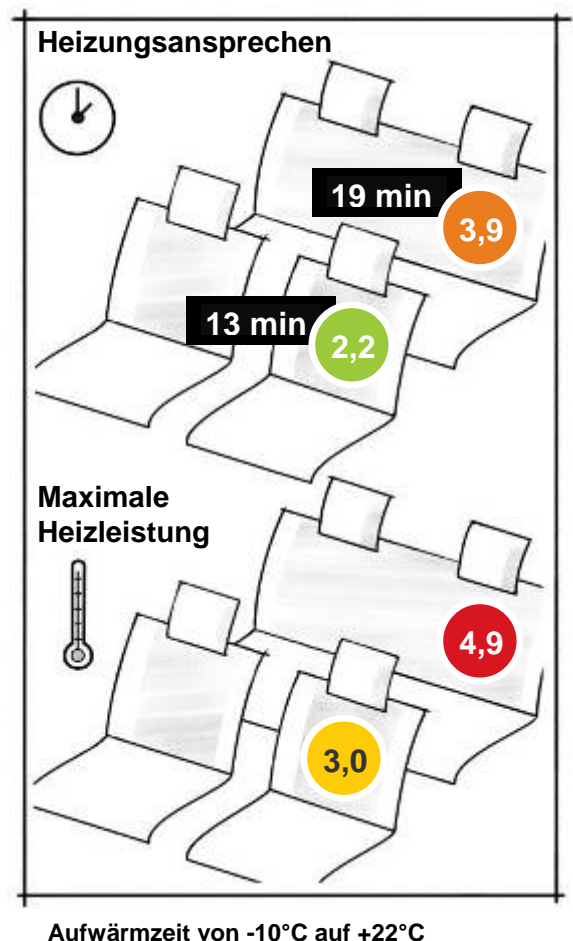 Heizungsansprechen
19 min
3,9
13 min
2,2
Maximale
Heizleistung
4,9
3,0
Aufwärmzeit von -10°C auf +22°C